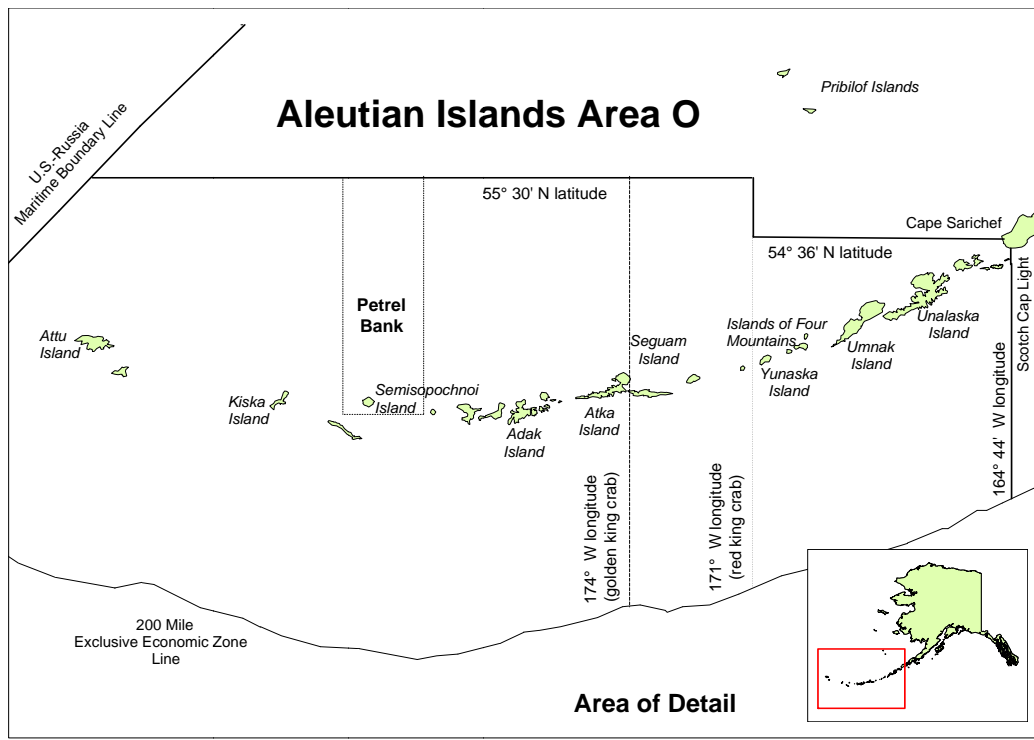 Pribilof Islands
Aleutian Islands Area O
U.S.-Russia
Maritime Boundary Line
55° 30' N latitude
Cape Sarichef
54° 36' N latitude
Petrel
Bank
Attu
Island
Scotch Cap Light
Unalaska
Island
Islands of Four
Mountains
Umnak
Island
Seguam
Island
Yunaska
Island
Semisopochnoi
Island
Kiska
Island
Adak
Island
Atka
Island
164° 44' W longitude
174° W longitude
(golden king crab)
171° W longitude
(red king crab)
200 Mile
Exclusive Economic Zone
Line
Area of Detail